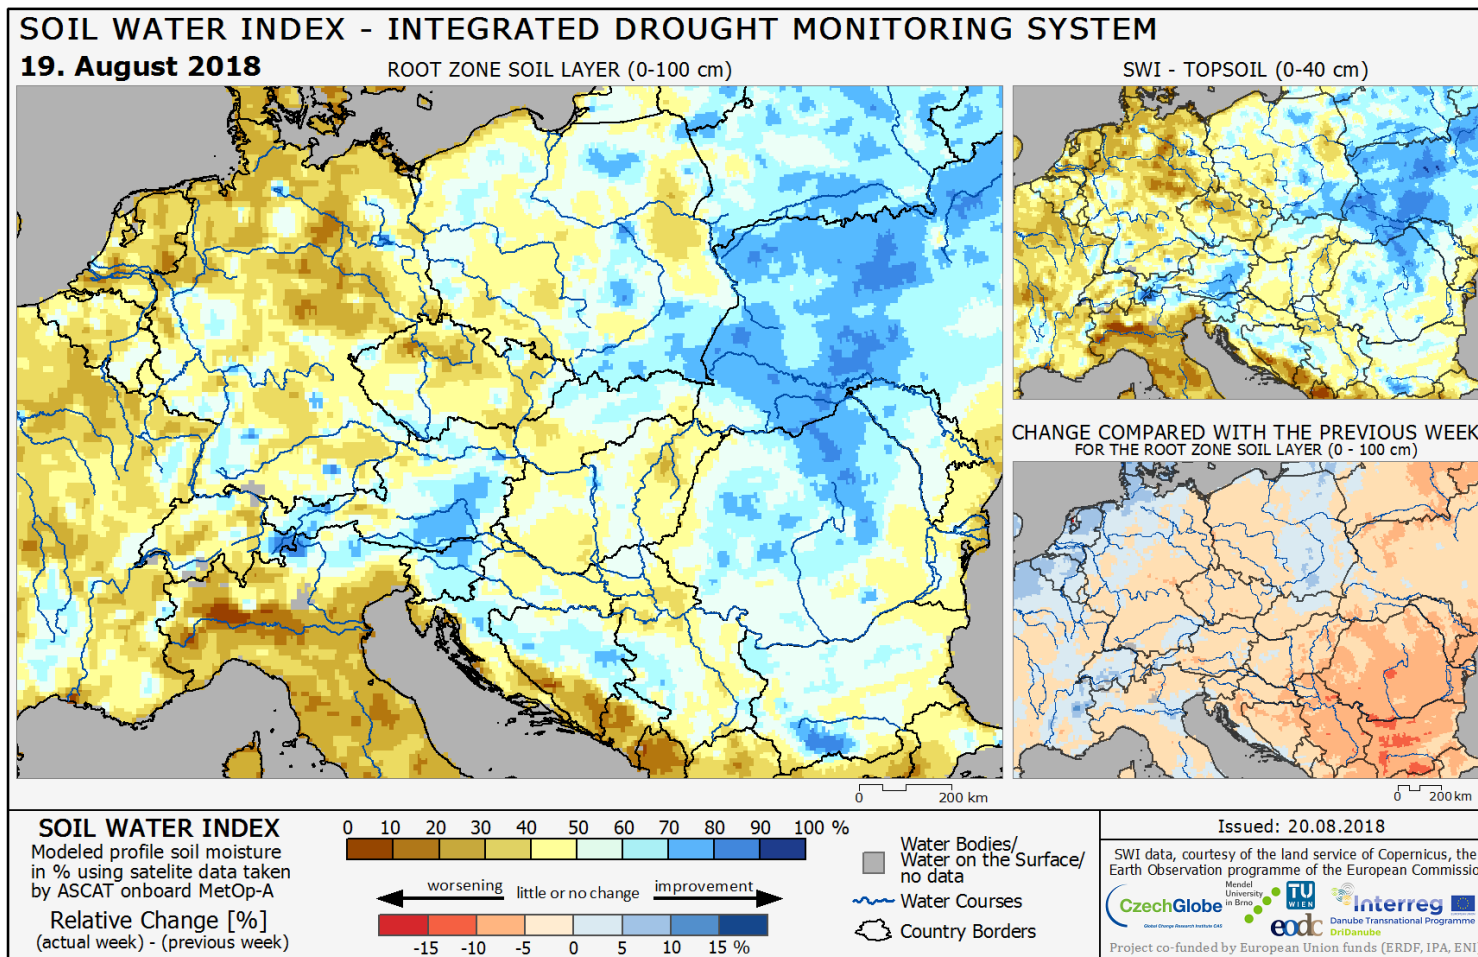 SOIL WATER INDEX - INTEGRATED DROUGHT MONITORING SYSTEM
19. August 2018
ROOT ZONE SOIL LAYER (0-100 cm)
SWI - TOPSOIL (0-40 cm)
CHANGE COMPARED WITH THE PREVIOUS WEEK
FOR THE ROOT ZONE SOIL LAYER (0 - 100 cm)
0 200 km
0 200 km
SOIL WATER INDEX
Modeled profile soil moisture
in % using satelite data taken
by ASCAT onboard MetOp-A
Relative Change [%]
(actual week) - (previous week)
0 10 20 30 40 50 60 70 80 90 100 %
worsening little or no change improvement
-15 -10 -5 0 5 10 15 %
Water Bodies/
Water on the Surface/
no data
Water Courses
Country Borders
Issued: 20.08.2018
SWI data, courtesy of the land service of Copernicus, the
Earth Observation programme of the European Commissio
CzechGlobe
Global Change Research Institute CAS
Mendel
University
in Brno
TU
WIEN
eodc
Interreg
Danube Transnational Programme
DriDanube
Project co-funded by European Union funds (ERDF, IPA, ENI